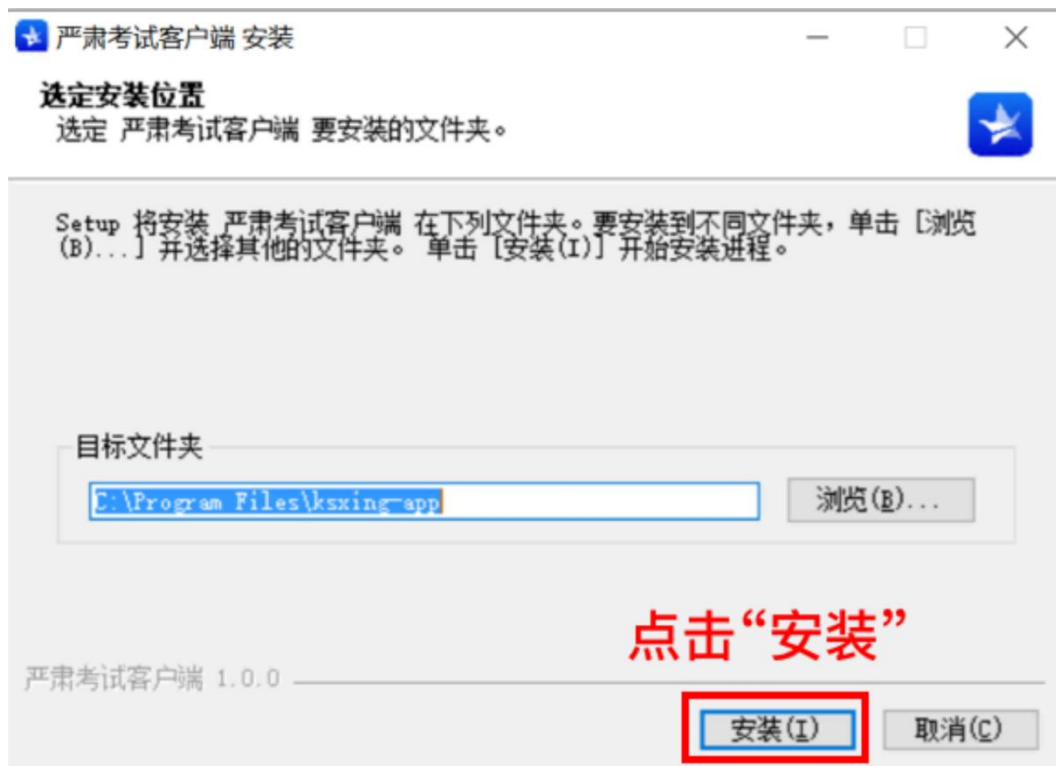 严肃考试客户端 安装
选定安装位置
选定 严肃考试客户端 要安装的文件夹。
Setup 将安装 严肃考试客户端 在下列文件夹。要安装到不同文件夹，单击 [浏览
(B)...] 并选择其他的文件夹。 单击 [安装(I)] 开始安装进程。
目标文件夹
C:\Program Files\ksxing-app
浏览(B)...
点击“安装”
严肃考试客户端 1.0.0
安装(I)
取消(C)